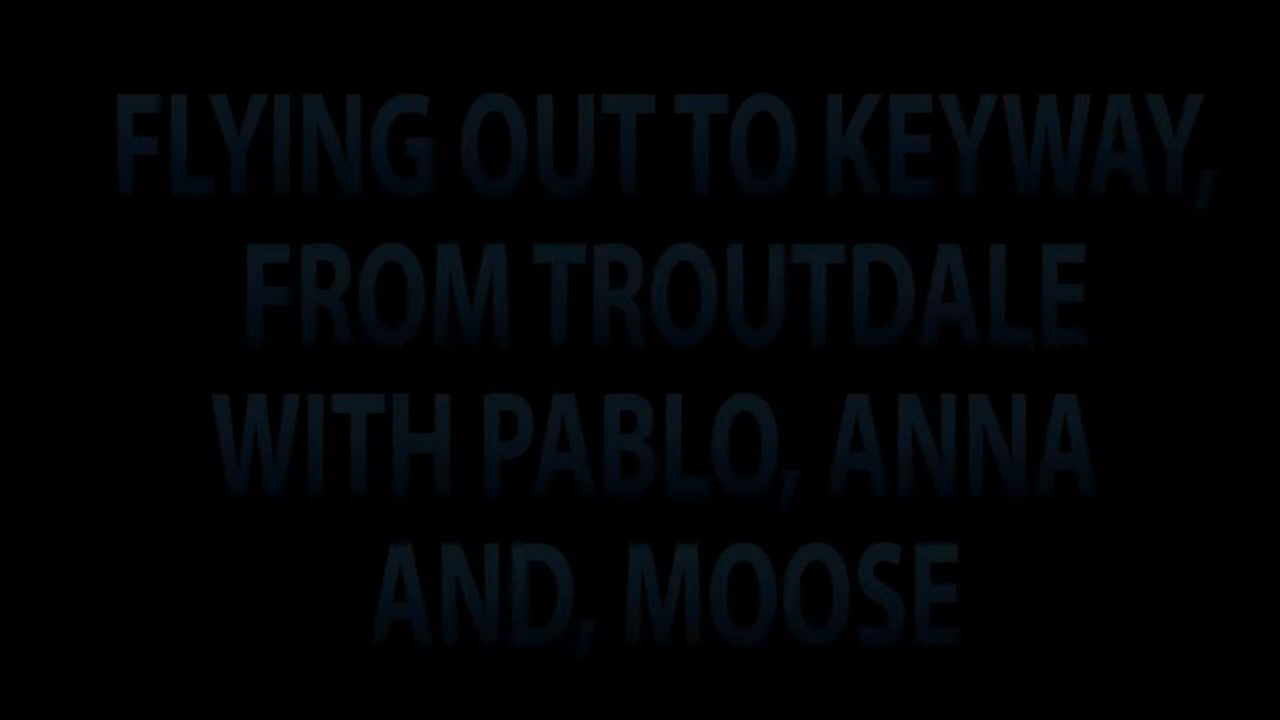 FLYING OUT TO KEYWAY,
FROM TROUTDALE
WITH PABLO, ANNA
AND, MOOSE